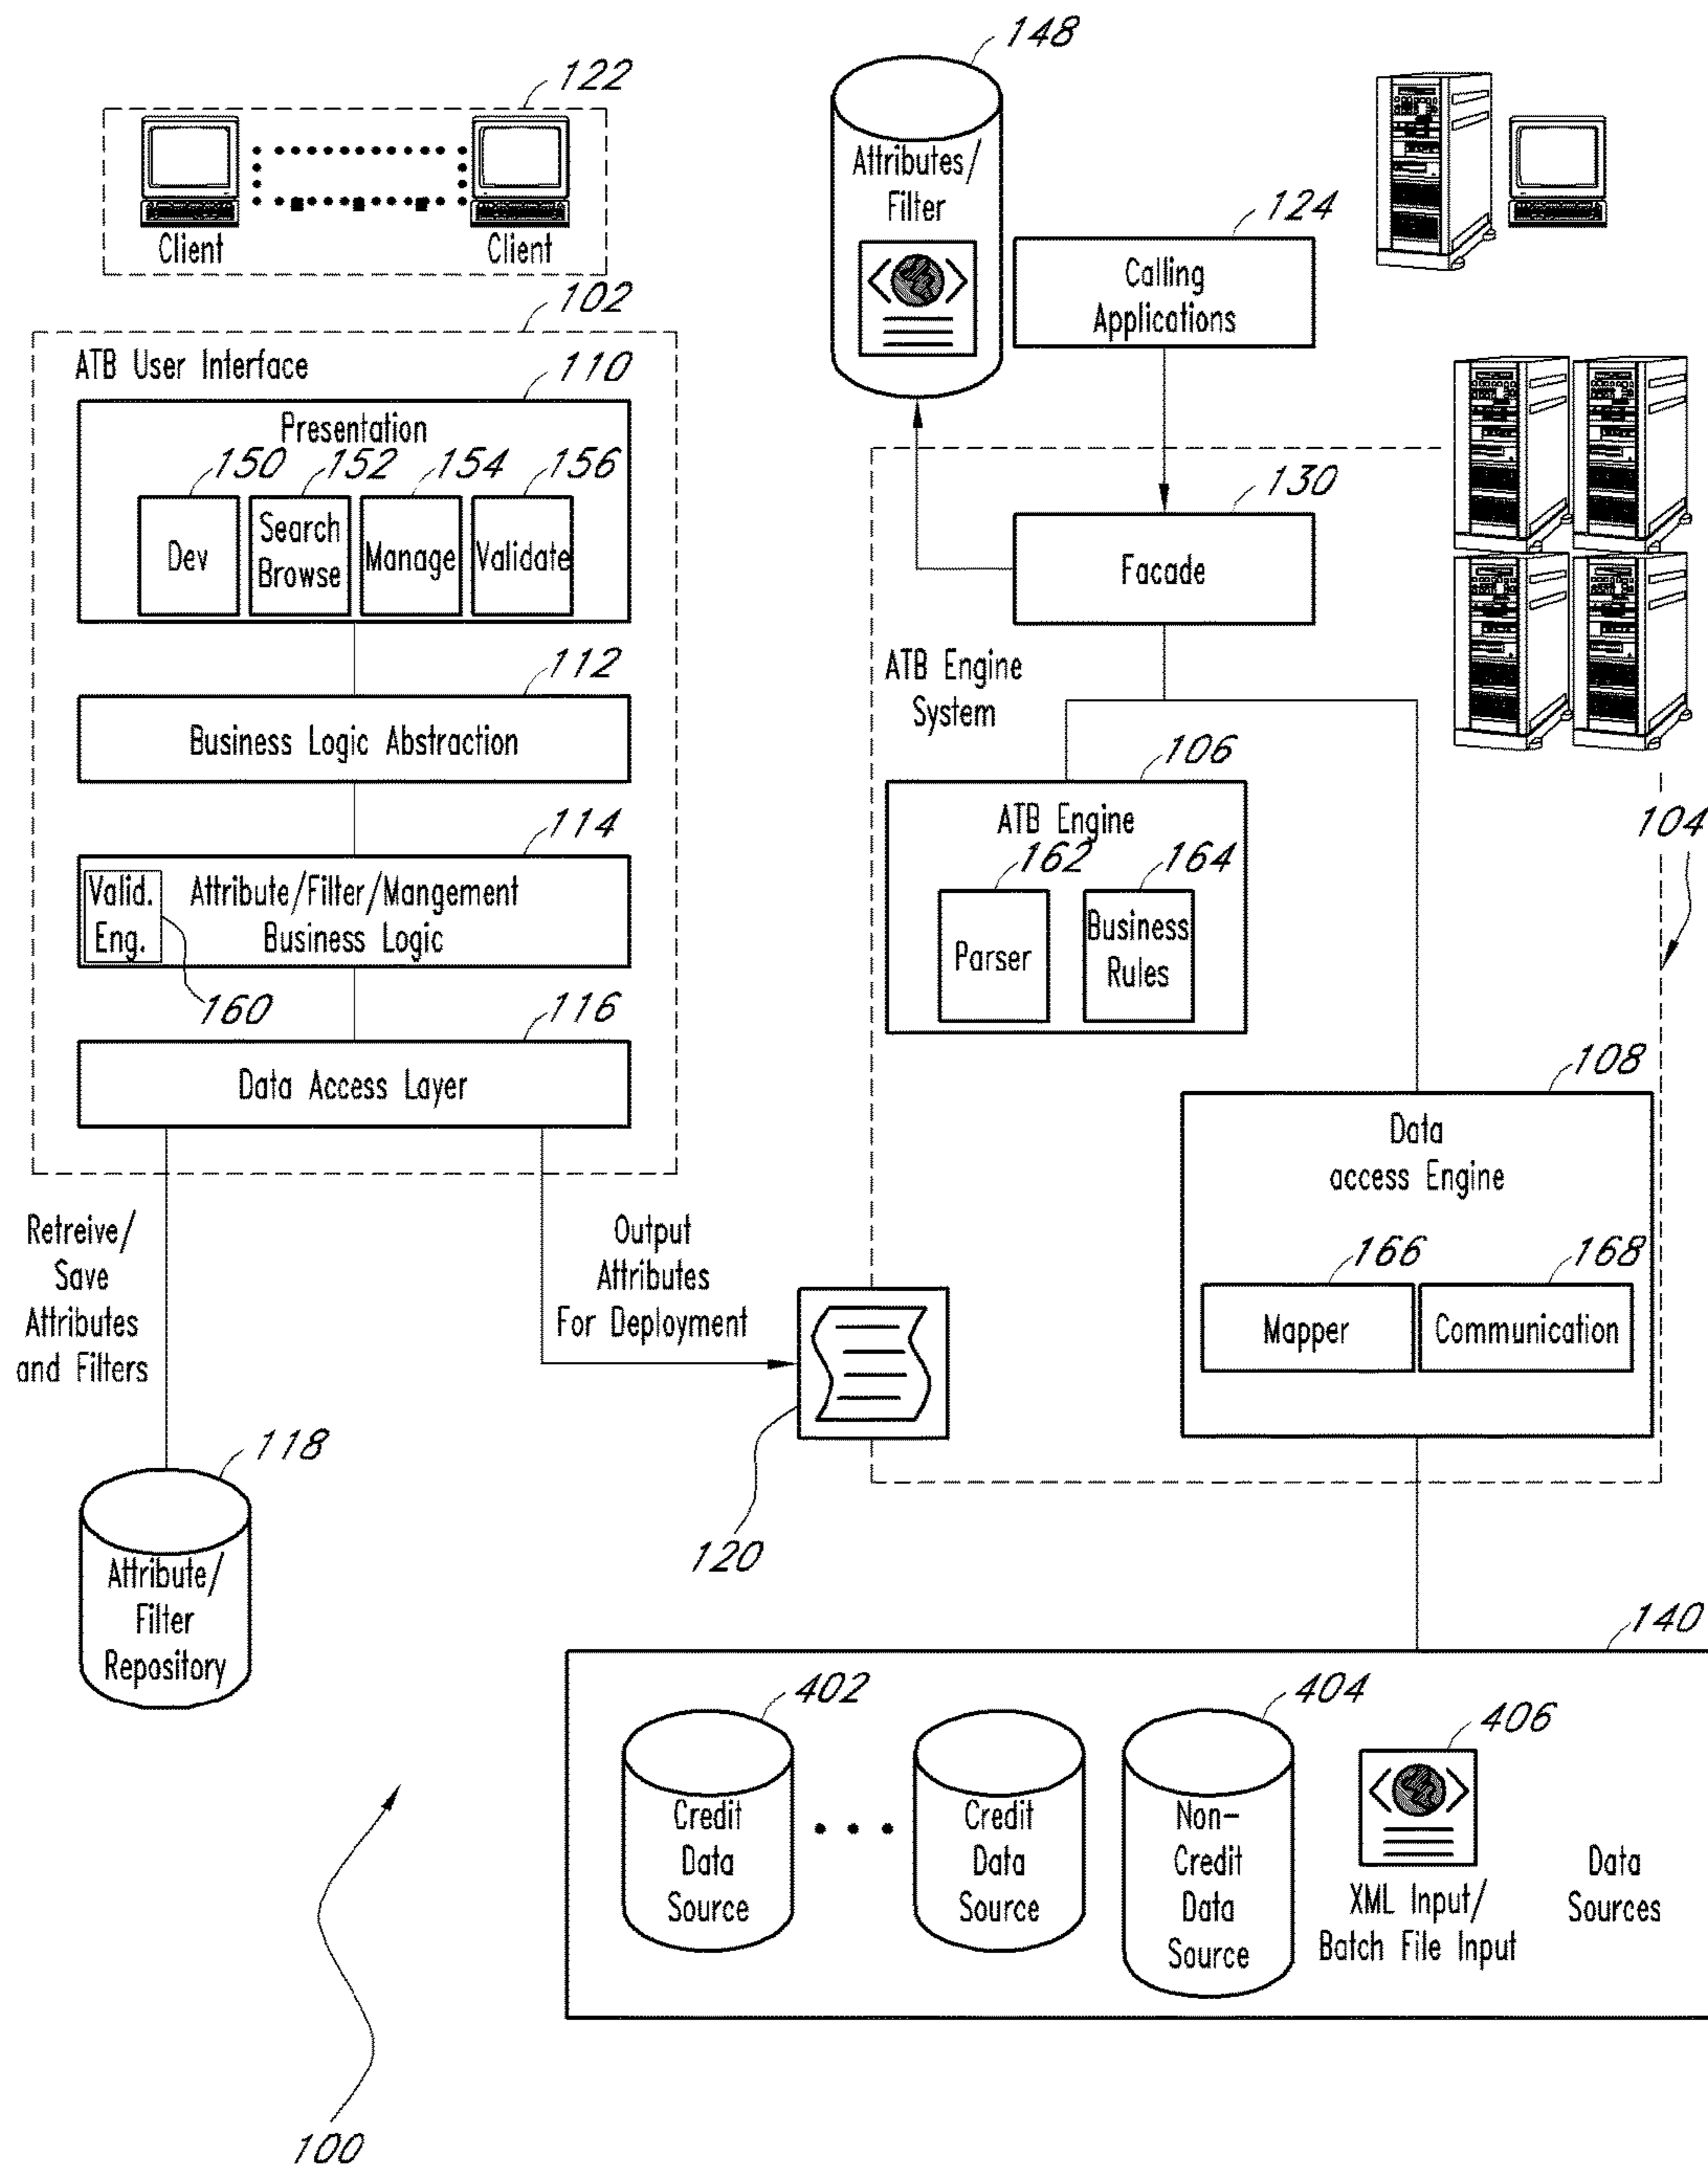 122
Client
Client
102
ATB User Interface
110
Presentation
150
152
154
156
Dev
Search
Browse
Manage
Validate
112
Business Logic Abstraction
114
Valid.
Eng.
Attribute/Filter/Mangement
Business Logic
160
116
Data Access Layer
Retreive/
Save
Attributes
and Filters
Output
Attributes
For Deployment
118
Attribute/
Filter
Repository
120
148
Attributes/
Filter
124
Calling
Applications
130
Facade
ATB Engine
System
106
ATB Engine
162
164
Parser
Business
Rules
104
108
Data
access Engine
166
168
Mapper
Communication
140
402
404
406
Credit
Data
Source
Credit
Data
Source
Non-
Credit
Data
Source
XML Input/
Batch File Input
Data
Sources
100